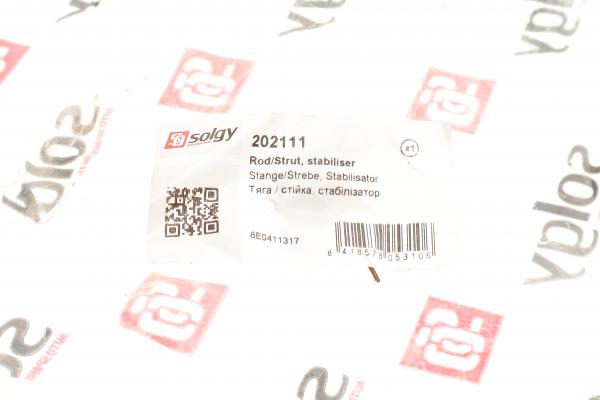 solgy
202111
x1
Rod/Strut, stabiliser
Stange/Strebe, Stabilisator
Тяга / стійка, стабілізатор
8E0411317
8 418578 053106
solgy
solgy
solgy